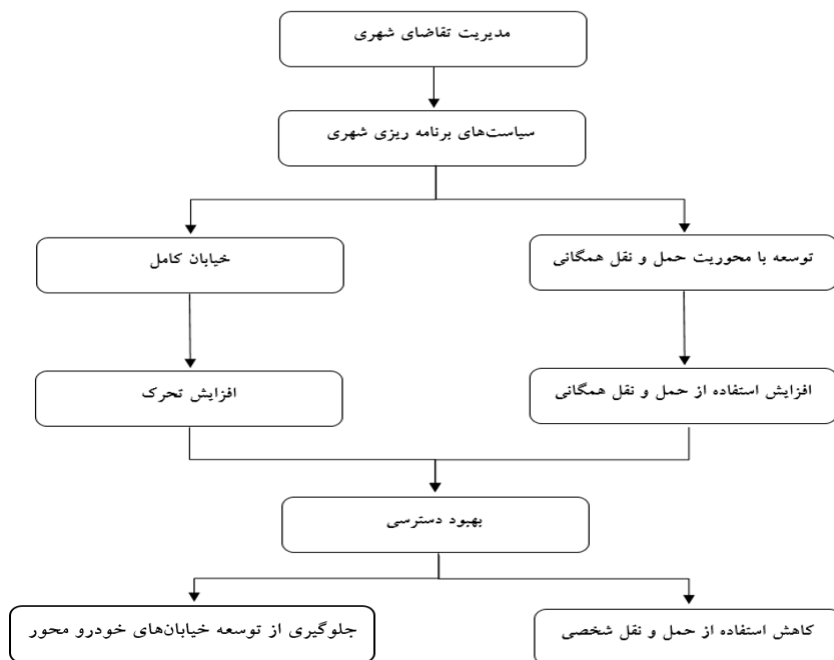 مدیریت تقاضای شهری
سیاست‌های برنامه ریزی شهری
توسعه با محوریت حمل و نقل همگانی
خیابان کامل
افزایش استفاده از حمل و نقل همگانی
افزایش تحرک
بهبود دسترسی
کاهش استفاده از حمل و نقل شخصی
جلوگیری از توسعه خیابان‌های خودرو محور